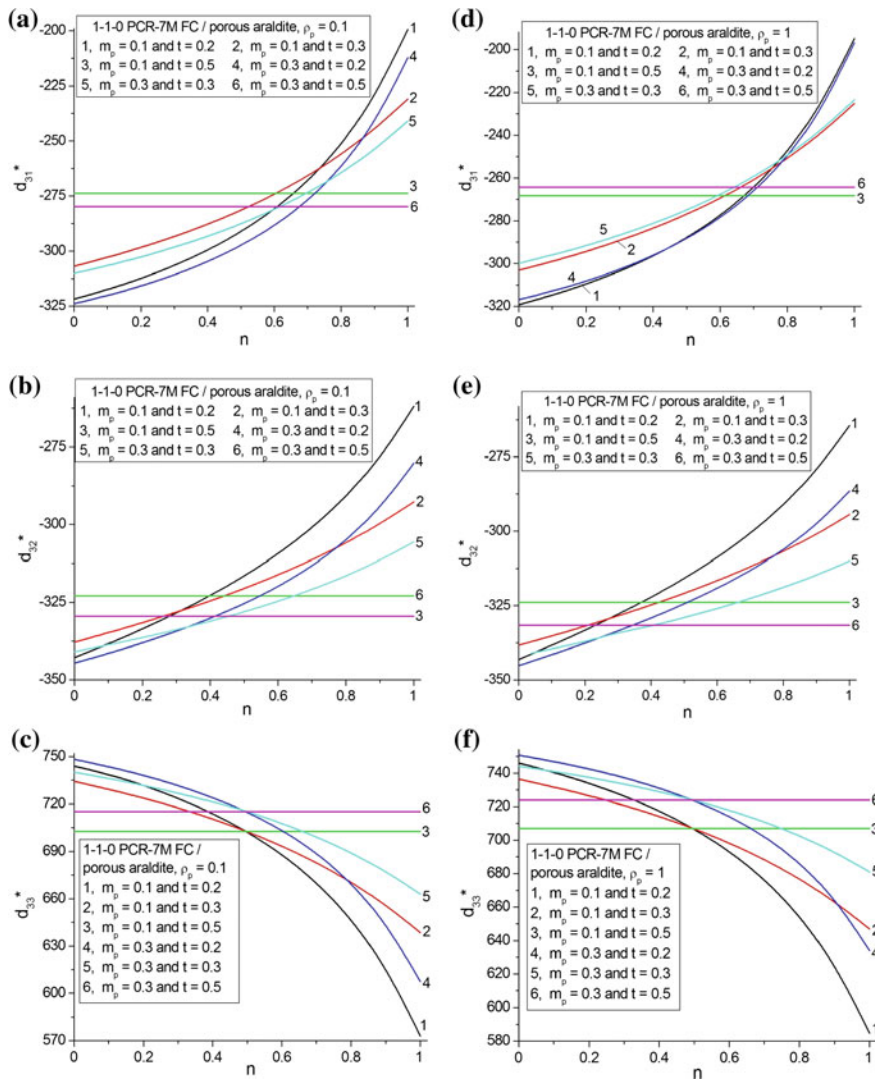 (a)
1-1-0 PCR-7M FC / porous araldite, ρp = 0.1
1, mp = 0.1 and t = 0.2 2, mp = 0.1 and t = 0.3
3, mp = 0.1 and t = 0.5 4, mp = 0.3 and t = 0.2
5, mp = 0.3 and t = 0.3 6, mp = 0.3 and t = 0.5
-200
-225
-250
-275
-300
-325
d31*
1
4
2
5
3
6
0 0.2 0.4 0.6 0.8 1
n
(d)
1-1-0 PCR-7M FC / porous araldite, ρp = 1
1, mp = 0.1 and t = 0.2 2, mp = 0.1 and t = 0.3
3, mp = 0.1 and t = 0.5 4, mp = 0.3 and t = 0.2
5, mp = 0.3 and t = 0.3 6, mp = 0.3 and t = 0.5
-200
-220
-240
-260
-280
-300
-320
d31*
6
3
5
2
4
1
0 0.2 0.4 0.6 0.8 1
n
(b)
1-1-0 PCR-7M FC / porous araldite, ρp = 0.1
1, mp = 0.1 and t = 0.2 2, mp = 0.1 and t = 0.3
3, mp = 0.1 and t = 0.5 4, mp = 0.3 and t = 0.2
5, mp = 0.3 and t = 0.3 6, mp = 0.3 and t = 0.5
-275
-300
-325
-350
d32*
1
4
2
5
6
3
0 0.2 0.4 0.6 0.8 1
n
(e)
1-1-0 PCR-7M FC / porous araldite, ρp = 1
1, mp = 0.1 and t = 0.2 2, mp = 0.1 and t = 0.3
3, mp = 0.1 and t = 0.5 4, mp = 0.3 and t = 0.2
5, mp = 0.3 and t = 0.3 6, mp = 0.3 and t = 0.5
-275
-300
-325
-350
d32*
1
4
2
5
3
6
0 0.2 0.4 0.6 0.8 1
n
(c)
750
720
690
660
630
600
570
d33*
1-1-0 PCR-7M FC /
porous araldite, ρp = 0.1
1, mp = 0.1 and t = 0.2
2, mp = 0.1 and t = 0.3
3, mp = 0.1 and t = 0.5
4, mp = 0.3 and t = 0.2
5, mp = 0.3 and t = 0.3
6, mp = 0.3 and t = 0.5
6
3
5
2
4
1
0 0.2 0.4 0.6 0.8 1
n
(f)
740
720
700
680
660
640
620
600
580
d33*
1-1-0 PCR-7M FC /
porous araldite, ρp = 1
1, mp = 0.1 and t = 0.2
2, mp = 0.1 and t = 0.3
3, mp = 0.1 and t = 0.5
4, mp = 0.3 and t = 0.2
5, mp = 0.3 and t = 0.3
6, mp = 0.3 and t = 0.5
6
3
5
2
4
1
0 0.2 0.4 0.6 0.8 1
n